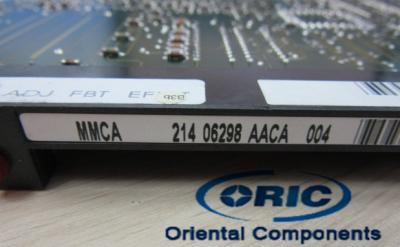 ADJ FBT EF
MMCA 214 06298 AACA 004
ORIC
Oriental Components